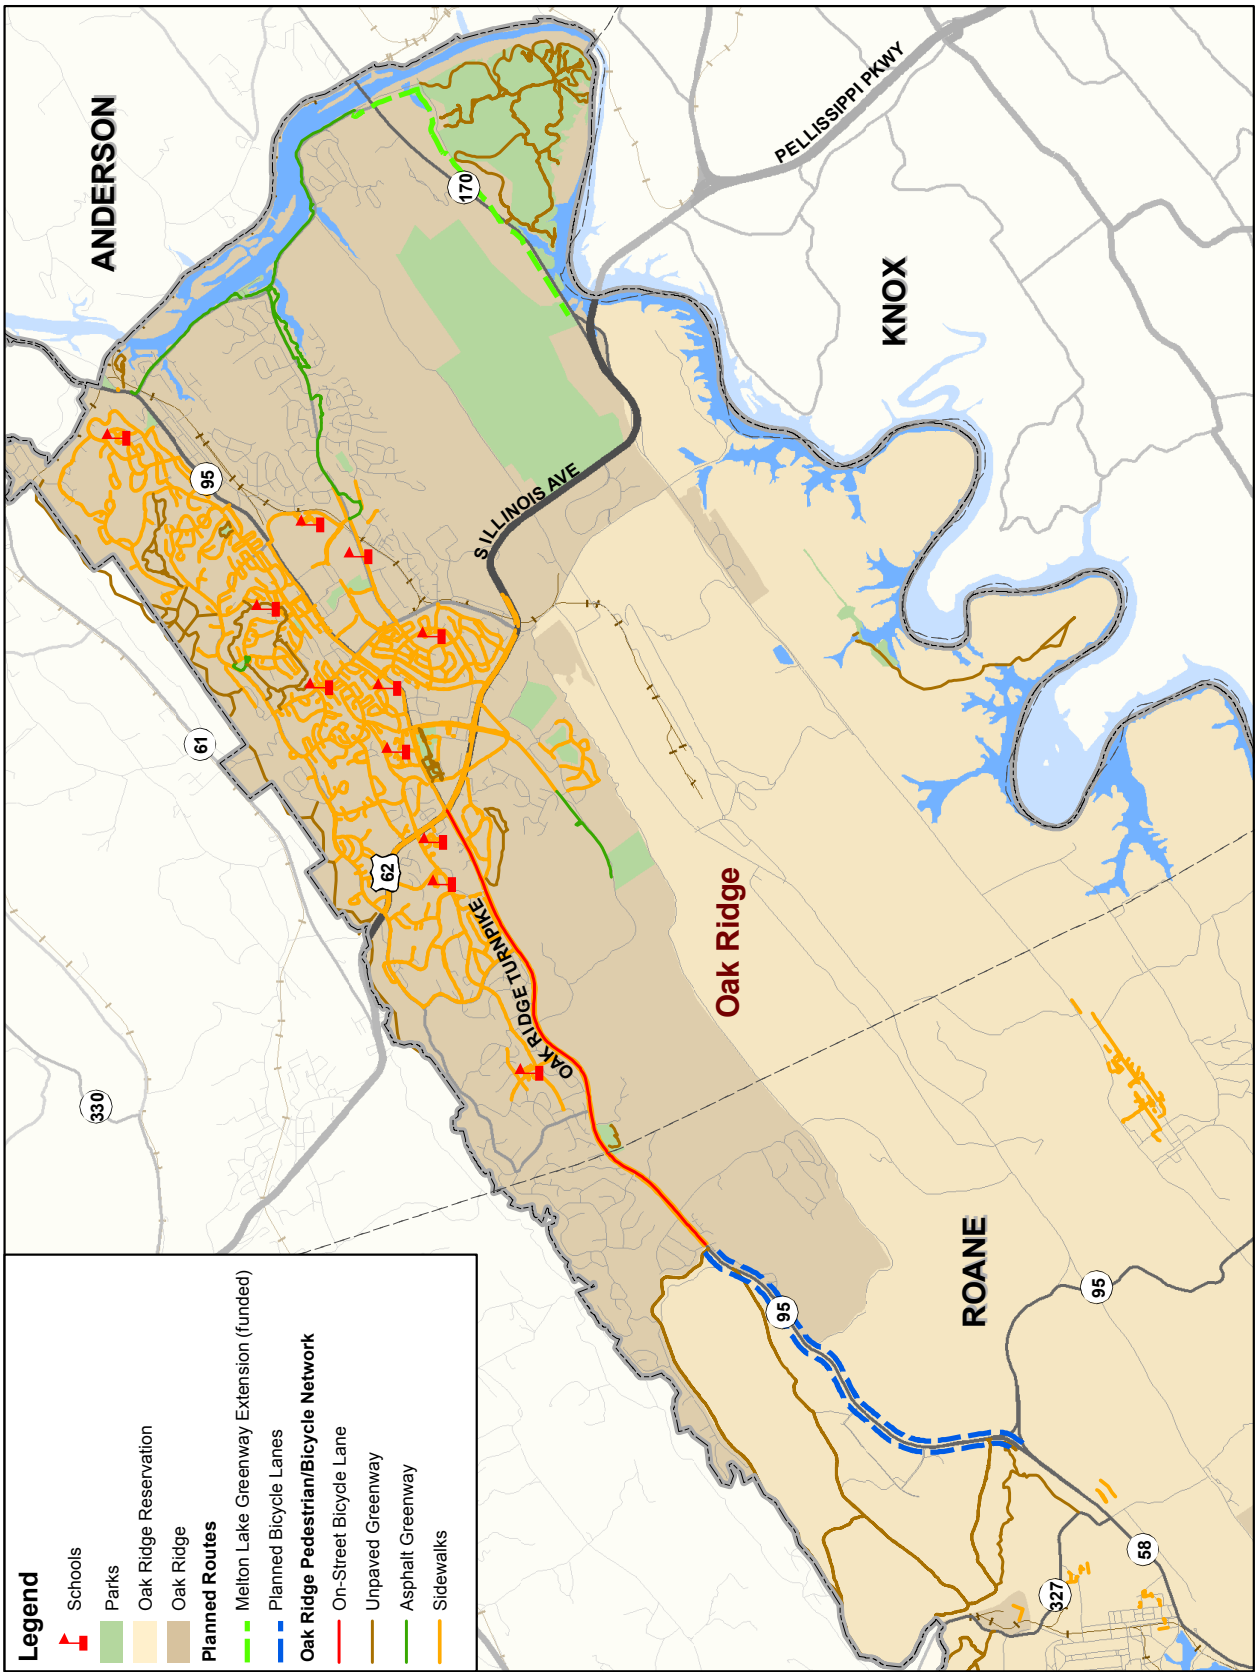 ANDERSON
PELLISSIPPI PKWY
170
KNOX
95
S ILLINOIS AVE
61
62
OAK RIDGE TURNPIKE
Oak Ridge
330
95
ROANE
95
58
327
Legend
Schools
Parks
Oak Ridge Reservation
Oak Ridge
Planned Routes
Melton Lake Greenway Extension (funded)
Planned Bicycle Lanes
Oak Ridge Pedestrian/Bicycle Network
On-Street Bicycle Lane
Unpaved Greenway
Asphalt Greenway
Sidewalks